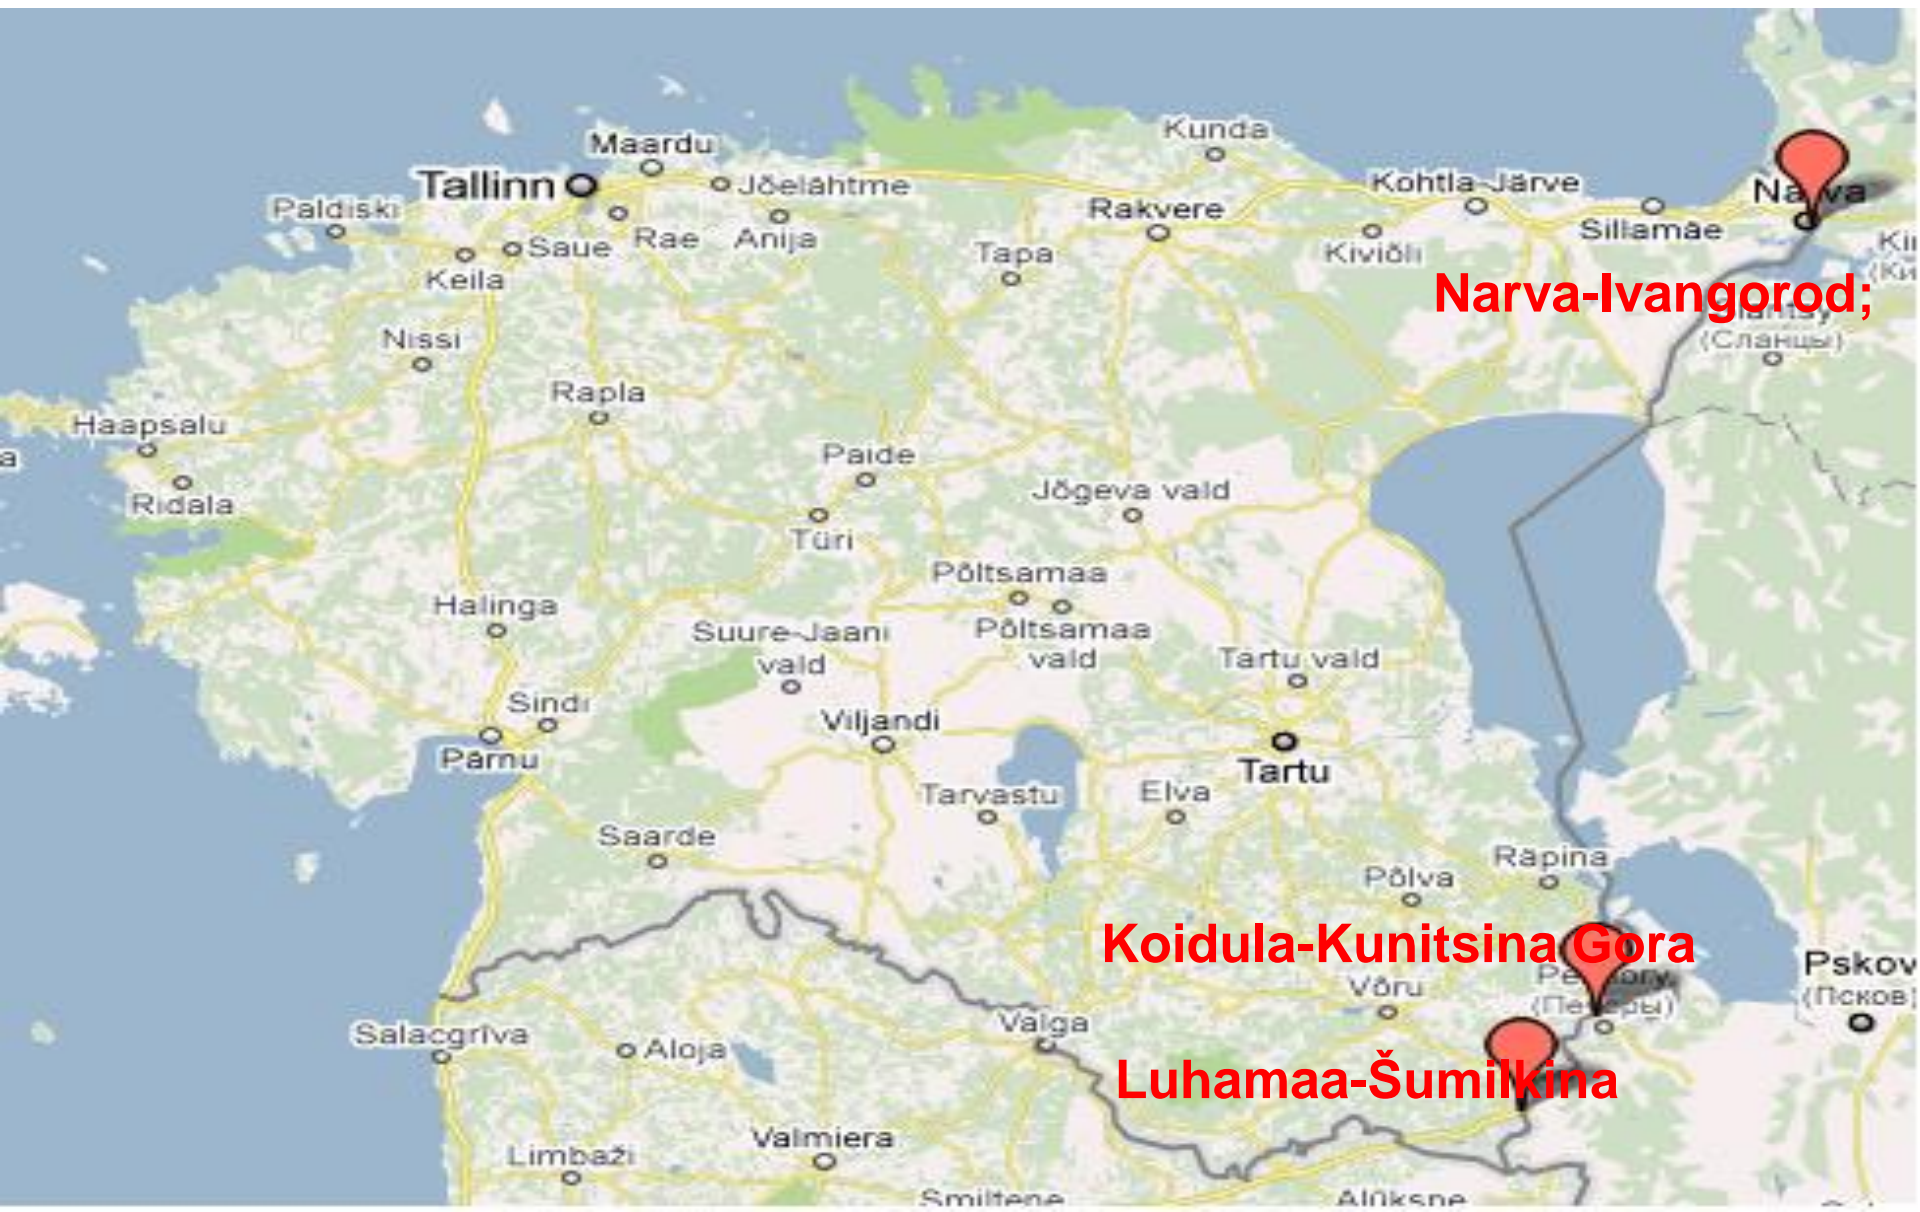 Kunda
Maardu
Tallinn
Jõelähtme
Kohtla-Järve
Narva
Paldiski
Rakvere
Sillamäe
Saue
Rae
Anija
Tapa
Kiviõli
Keila
Narva-Ivangorod;
(Сланцы)
Nissi
Rapla
Haapsalu
Paide
Ridala
Jõgeva vald
Türi
Põltsamaa
Halinga
Suure-Jaani
vald
Põltsamaa
vald
Tartu vald
Sindi
Viljandi
Pärnu
Tartu
Tarvastu
Elva
Saarde
Räpina
Põlva
Koidula-Kunitsina Gora
Pskov
(Псков)
Võru
Valga
Salacgrīva
Aloja
Luhamaa-Šumilkina
Valmiera
Limbaži
Smiltene
Alūksne